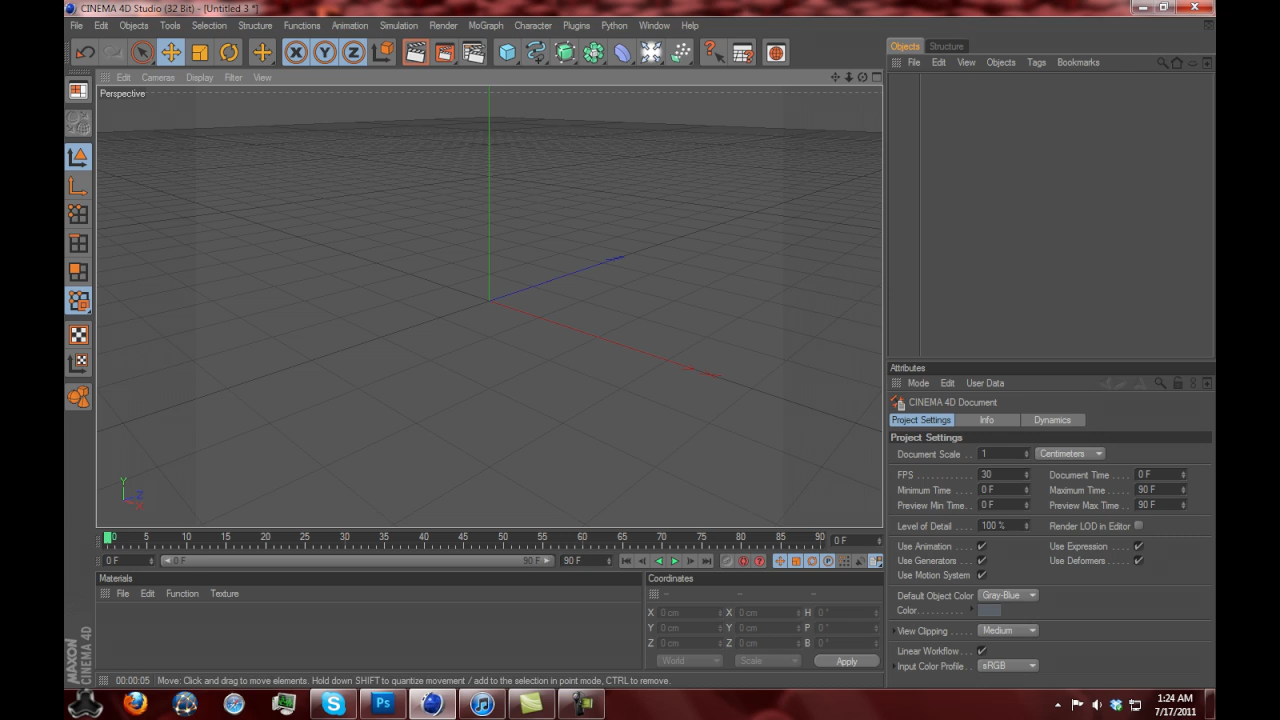 CINEMA 4D Studio (32 Bit) - [Untitled 3 *]
File Edit Objects Tools Selection Structure Functions Animation Simulation Render MoGraph Character Plugins Python Window Help
X Y Z
Objects Structure
File Edit View Objects Tags Bookmarks
Edit Cameras Display Filter View
Perspective
Y Z X
0 5 10 15 20 25 30 35 40 45 50 55 60 65 70 75 80 85 90 0 F
0 F 0 F 90 F 90 F
Materials
File Edit Function Texture
Coordinates
-- -- --
X 0 cm X 0 cm H 0 °
Y 0 cm Y 0 cm P 0 °
Z 0 cm Z 0 cm B 0 °
World Scale Apply
Attributes
Mode Edit User Data
CINEMA 4D Document
Project Settings Info Dynamics
Project Settings
Document Scale . . 1 Centimeters
FPS . . . . . . . . . . . . 30 Document Time . . 0 F
Minimum Time . . . . 0 F Maximum Time . . . . 90 F
Preview Min Time . . 0 F Preview Max Time . . 90 F
Level of Detail . . . . 100 % Render LOD in Editor
Use Animation . . . . Use Expression . . .
Use Generators . . . Use Deformers . . .
Use Motion System
Default Object Color Gray-Blue
Color . . . . . . . . . .
View Clipping . . . . . Medium
Linear Workflow . . .
Input Color Profile . . sRGB
MAXON
CINEMA 4D
00:00:05 Move: Click and drag to move elements. Hold down SHIFT to quantize movement / add to the selection in point mode, CTRL to remove.
S Ps
1:24 AM
7/17/2011